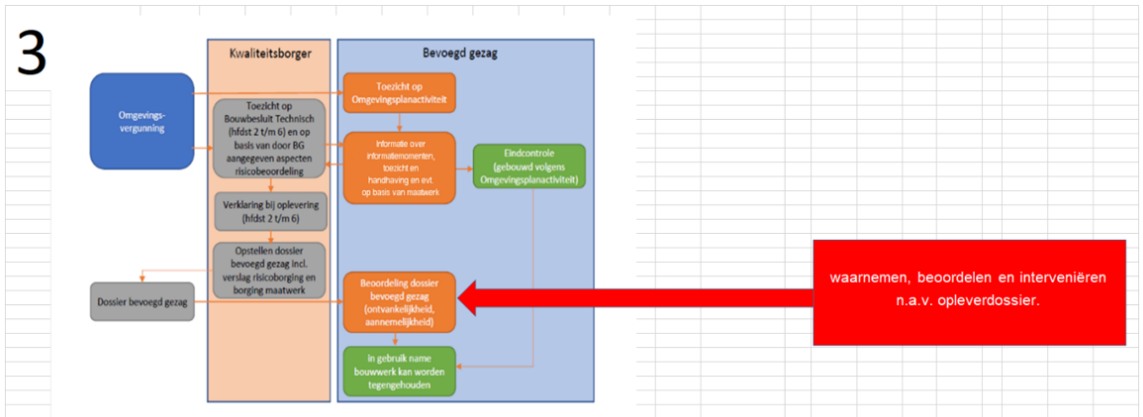 3
Kwaliteitsborger
Bevoegd gezag
Omgevings-
vergunning
Toezicht op
Omgevingsplanactiviteit
Toezicht op
Bouwbesluit Technisch
(hfdst 2 t/m 6) en op
basis van door BG
aangegeven aspecten
risicobeoordeling
Informatie over
informatiemomenten,
toezicht en
handhaving en evt.
op basis van maatwerk
Eindcontrole
(gebouwd volgens
Omgevingsplanactiviteit)
Verklaring bij oplevering
(hfdst 2 t/m 6)
Opstellen dossier
bevoegd gezag incl.
verslag risicoborging en
borging maatwerk
Dossier bevoegd gezag
Beoordeling dossier
bevoegd gezag
(ontvankelijkheid,
aannemelijkheid)
in gebruik name
bouwwerk kan worden
tegengehouden
waarnemen, beoordelen en interveniëren
n.a.v. opleverdossier.